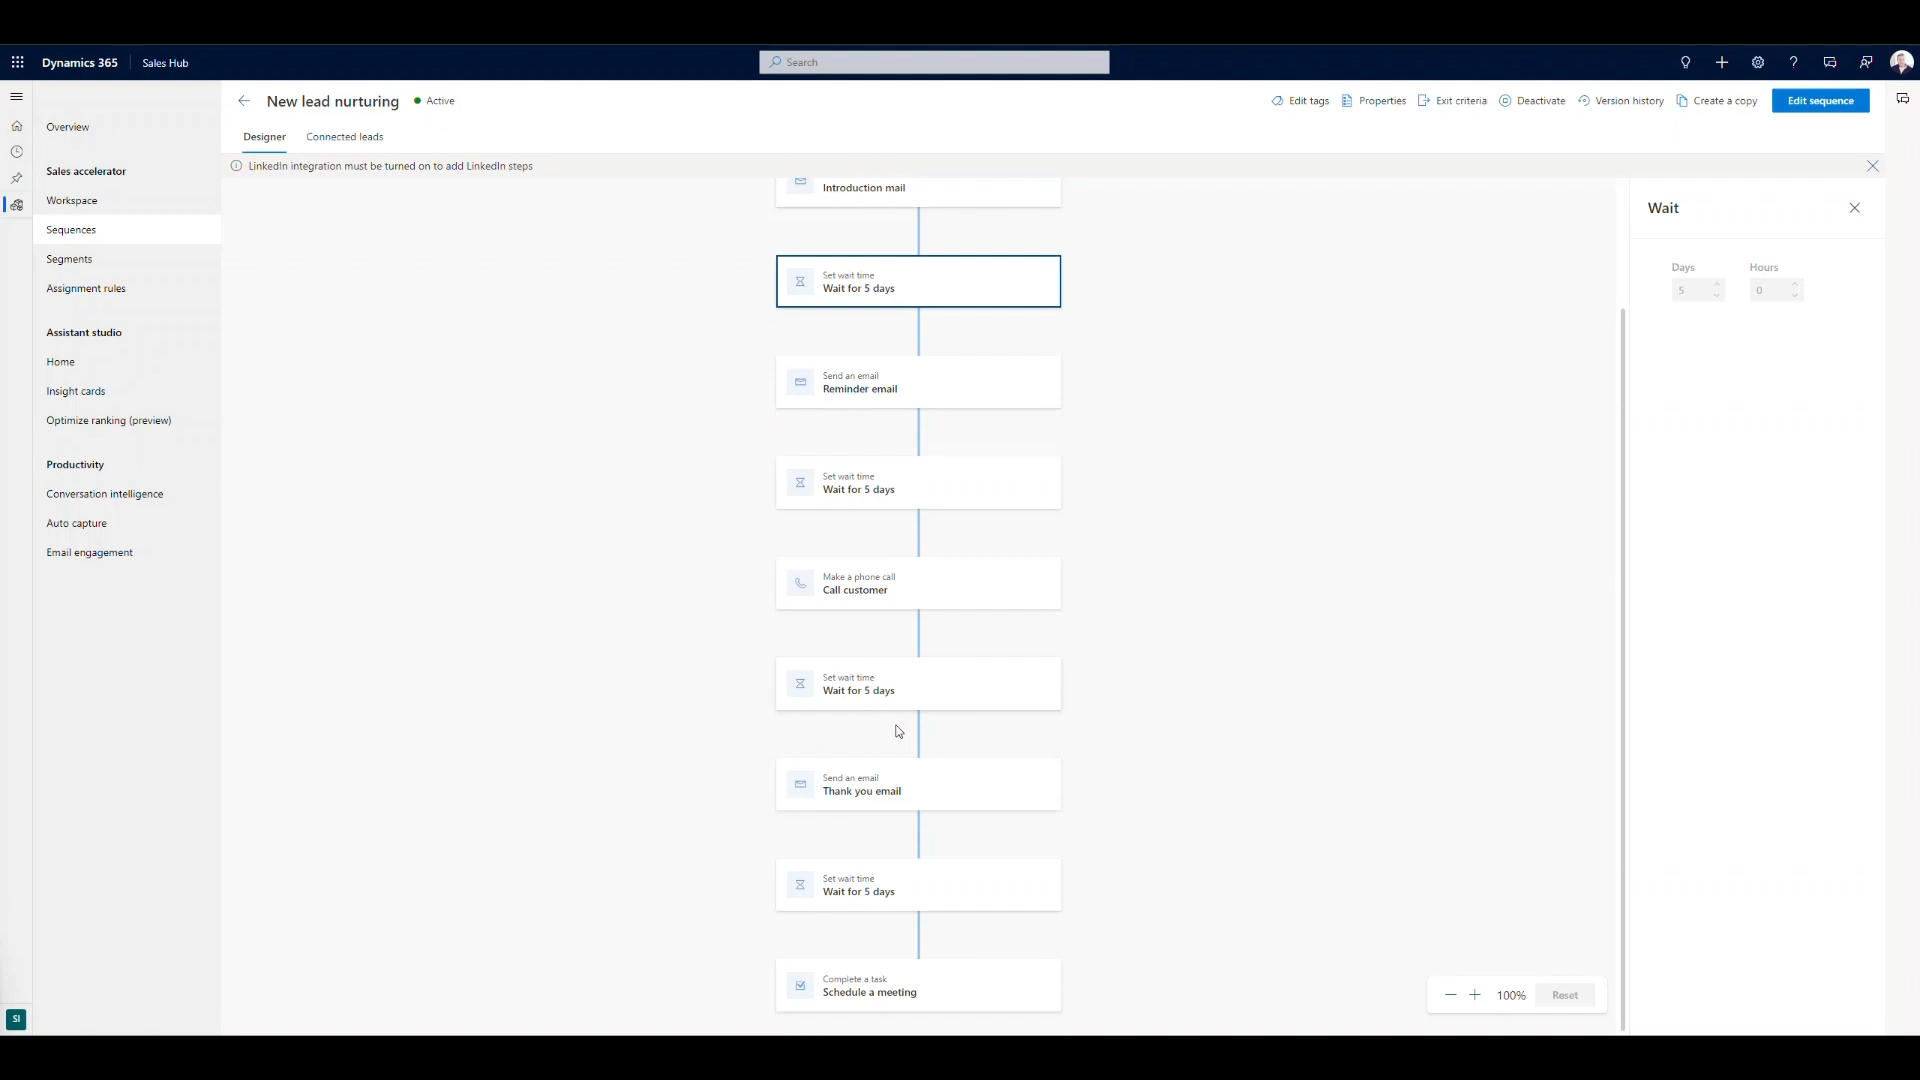 Dynamics 365
Sales Hub
Search
New lead nurturing
Active
Edit tags
Properties
Exit criteria
Deactivate
Version history
Create a copy
Edit sequence
Designer
Connected leads
LinkedIn integration must be turned on to add LinkedIn steps
Overview
Sales accelerator
Workspace
Sequences
Segments
Assignment rules
Assistant studio
Home
Insight cards
Optimize ranking (preview)
Productivity
Conversation intelligence
Auto capture
Email engagement
SI
Introduction mail
Set wait time
Wait for 5 days
Send an email
Reminder email
Set wait time
Wait for 5 days
Make a phone call
Call customer
Set wait time
Wait for 5 days
Send an email
Thank you email
Set wait time
Wait for 5 days
Complete a task
Schedule a meeting
100%
Reset
Wait
Days
Hours
5
0